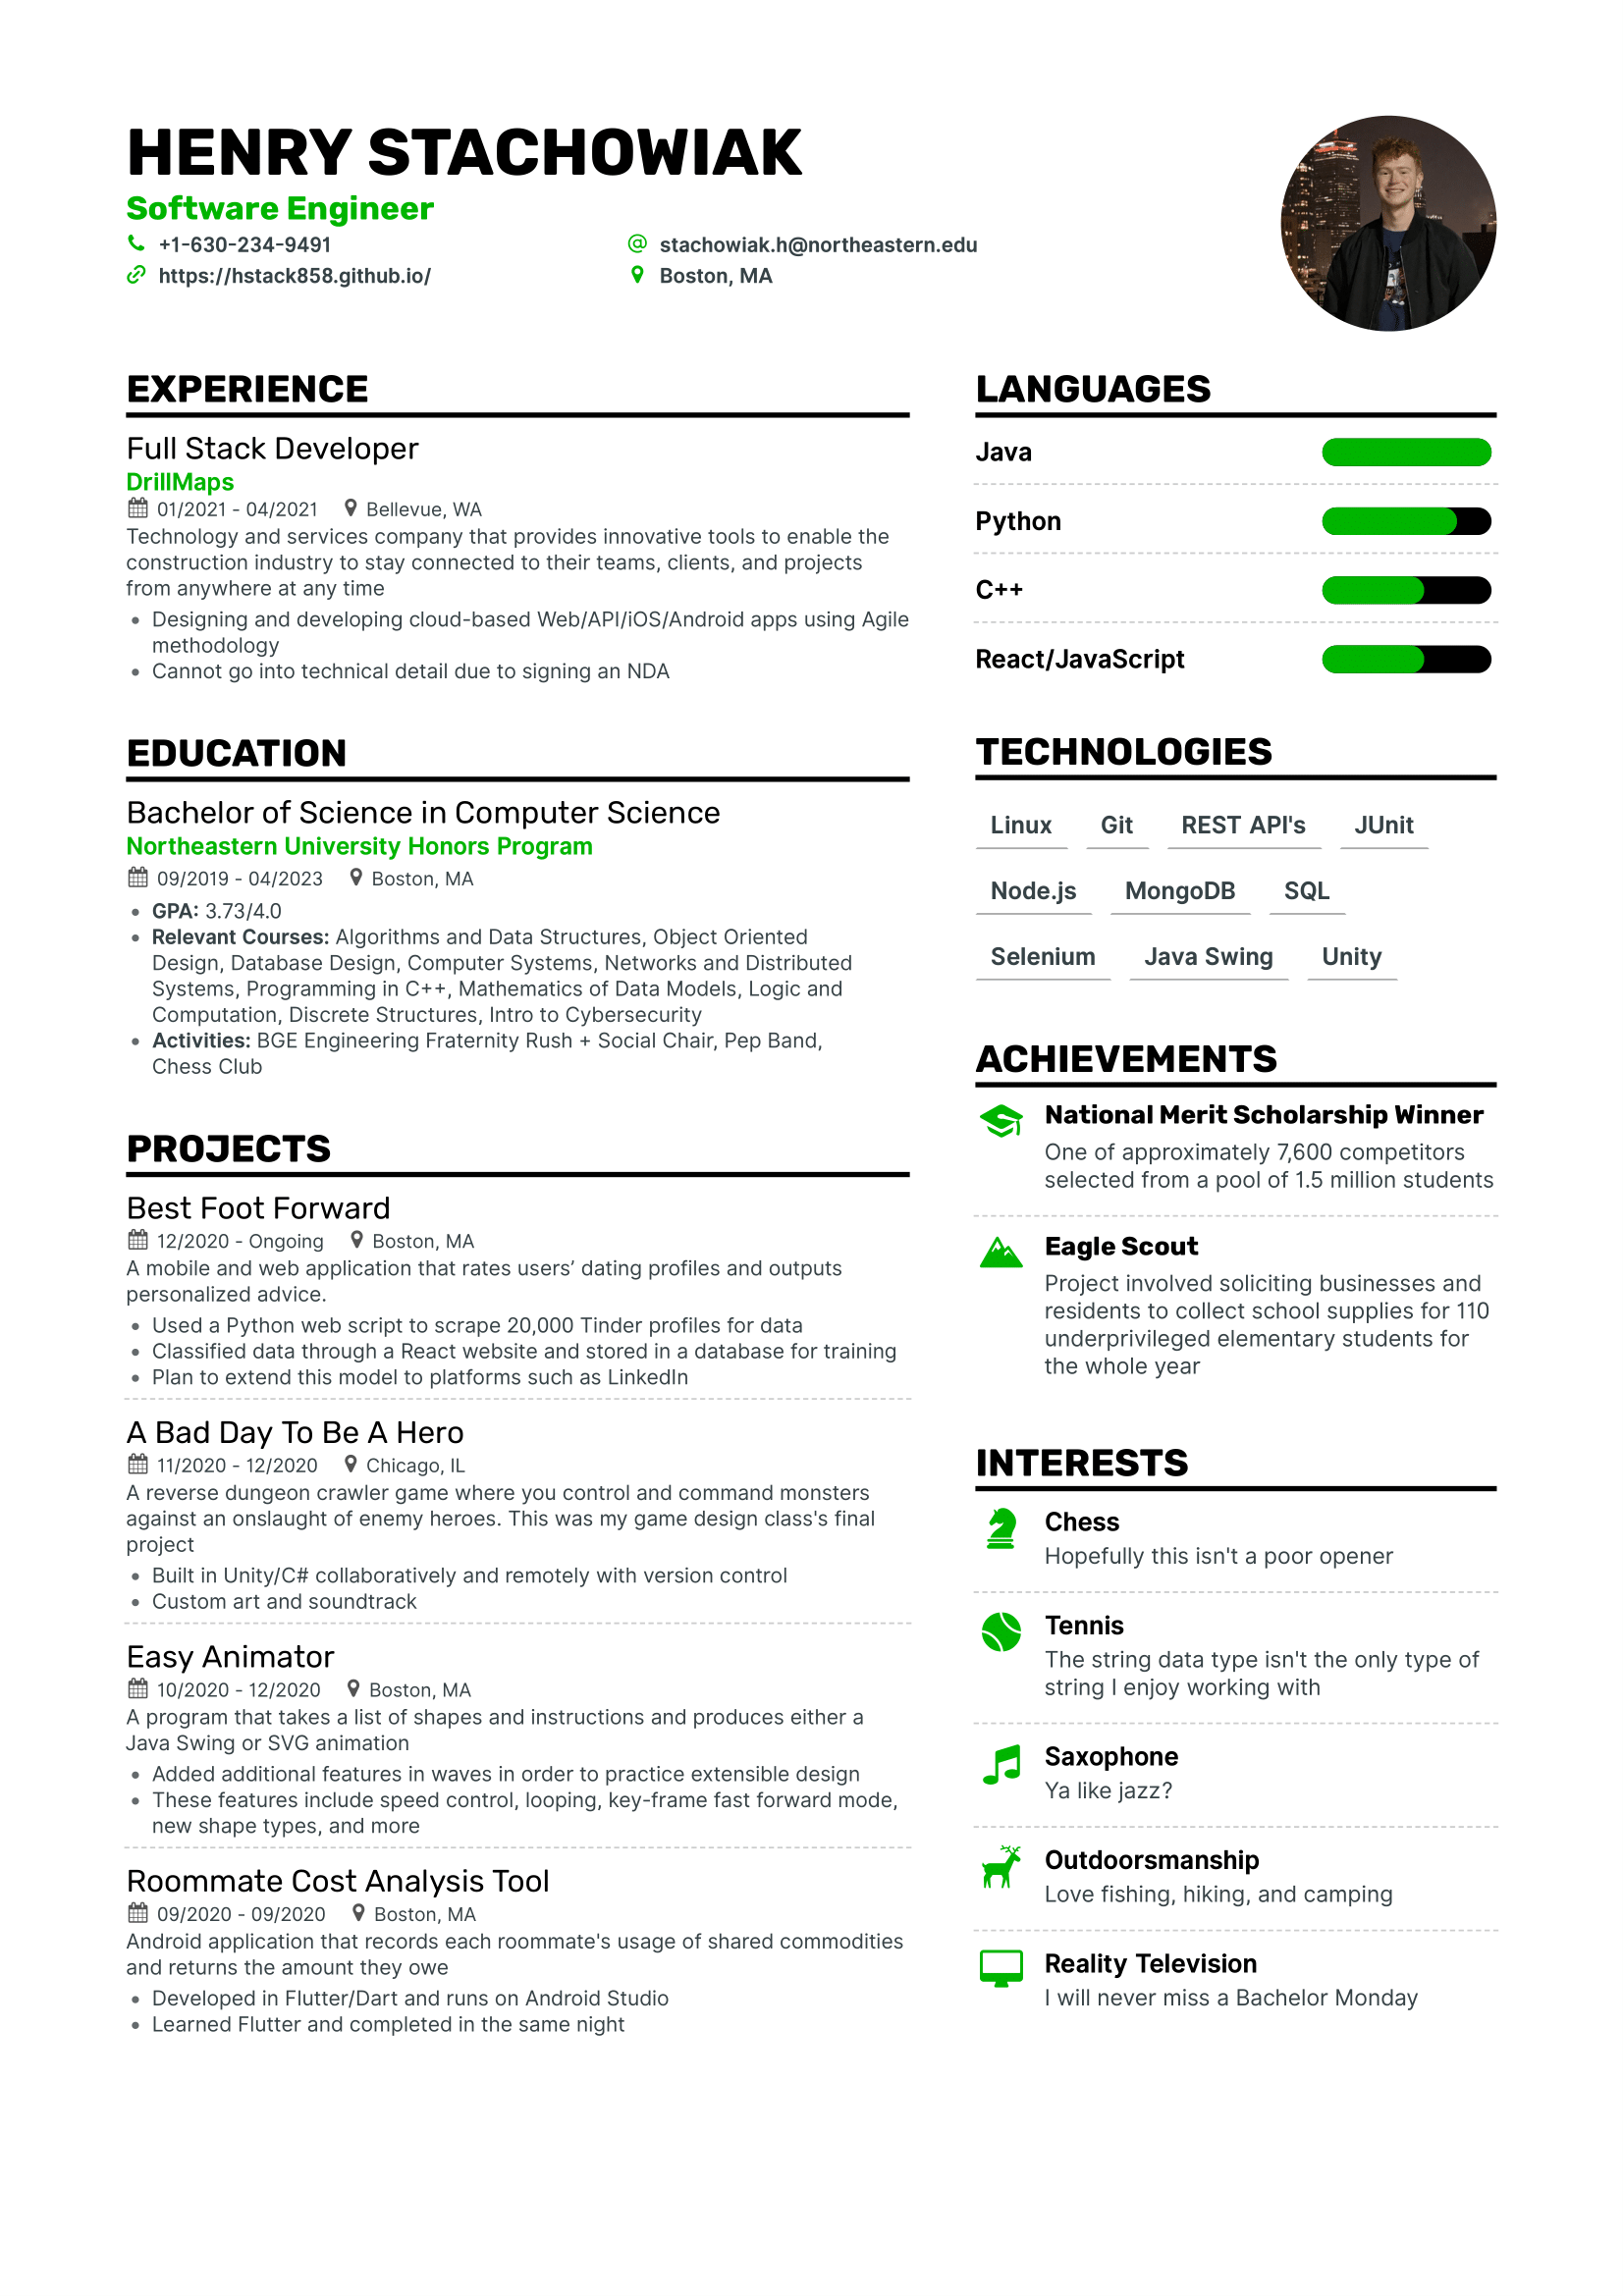 HENRY STACHOWIAK
Software Engineer
+1-630-234-9491
stachowiak.h@northeastern.edu
https://hstack858.github.io/
Boston, MA
EXPERIENCE
Full Stack Developer
DrillMaps
01/2021 - 04/2021 Bellevue, WA
Technology and services company that provides innovative tools to enable the
construction industry to stay connected to their teams, clients, and projects
from anywhere at any time
• Designing and developing cloud-based Web/API/iOS/Android apps using Agile
methodology
• Cannot go into technical detail due to signing an NDA
EDUCATION
Bachelor of Science in Computer Science
Northeastern University Honors Program
09/2019 - 04/2023 Boston, MA
• GPA: 3.73/4.0
• Relevant Courses: Algorithms and Data Structures, Object Oriented
Design, Database Design, Computer Systems, Networks and Distributed
Systems, Programming in C++, Mathematics of Data Models, Logic and
Computation, Discrete Structures, Intro to Cybersecurity
• Activities: BGE Engineering Fraternity Rush + Social Chair, Pep Band,
Chess Club
PROJECTS
Best Foot Forward
12/2020 - Ongoing Boston, MA
A mobile and web application that rates users’ dating profiles and outputs
personalized advice.
• Used a Python web script to scrape 20,000 Tinder profiles for data
• Classified data through a React website and stored in a database for training
• Plan to extend this model to platforms such as LinkedIn
A Bad Day To Be A Hero
11/2020 - 12/2020 Chicago, IL
A reverse dungeon crawler game where you control and command monsters
against an onslaught of enemy heroes. This was my game design class's final
project
• Built in Unity/C# collaboratively and remotely with version control
• Custom art and soundtrack
Easy Animator
10/2020 - 12/2020 Boston, MA
A program that takes a list of shapes and instructions and produces either a
Java Swing or SVG animation
• Added additional features in waves in order to practice extensible design
• These features include speed control, looping, key-frame fast forward mode,
new shape types, and more
Roommate Cost Analysis Tool
09/2020 - 09/2020 Boston, MA
Android application that records each roommate's usage of shared commodities
and returns the amount they owe
• Developed in Flutter/Dart and runs on Android Studio
• Learned Flutter and completed in the same night
LANGUAGES
Java
Python
C++
React/JavaScript
TECHNOLOGIES
Linux Git REST API's JUnit
Node.js MongoDB SQL
Selenium Java Swing Unity
ACHIEVEMENTS
National Merit Scholarship Winner
One of approximately 7,600 competitors
selected from a pool of 1.5 million students
Eagle Scout
Project involved soliciting businesses and
residents to collect school supplies for 110
underprivileged elementary students for
the whole year
INTERESTS
Chess
Hopefully this isn't a poor opener
Tennis
The string data type isn't the only type of
string I enjoy working with
Saxophone
Ya like jazz?
Outdoorsmanship
Love fishing, hiking, and camping
Reality Television
I will never miss a Bachelor Monday